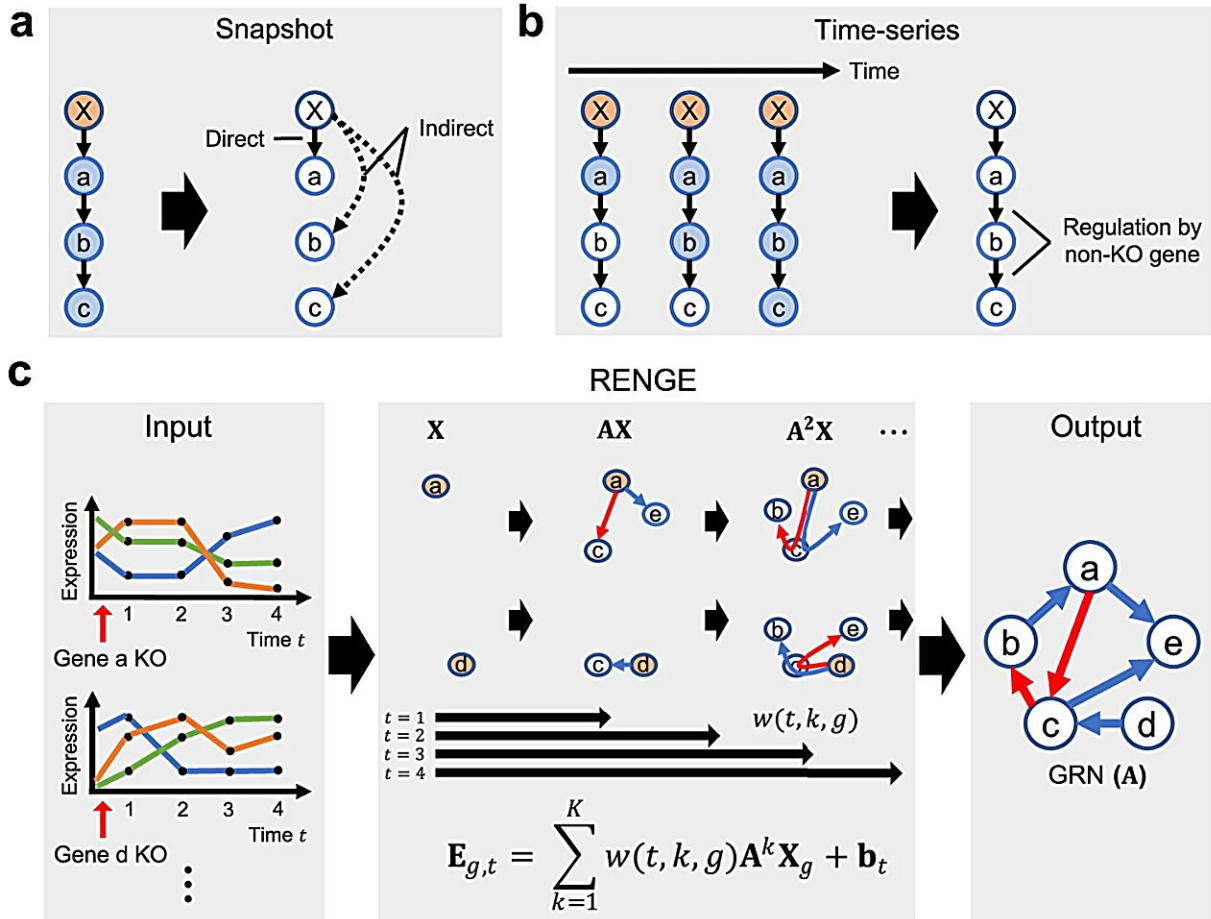 a
Snapshot
X
a
b
c
Direct
Indirect
X
a
b
c
b
Time-series
Time
X X X X
a a a a
b b b b
c c c c
Regulation by
non-KO gene
c
RENGE
Input
Expression
1 2 3 4
Time t
Gene a KO
Expression
1 2 3 4
Time t
Gene d KO
⋮
X AX A²X ⋯
a
a
e
c
a
b
e
c
d
c d
b
e
c
d
t = 1
t = 2
t = 3
t = 4
w(t, k, g)
E_{g,t} = \sum_{k=1}^{K} w(t, k, g)A^k X_g + b_t
Output
a
b
e
c
d
GRN (A)